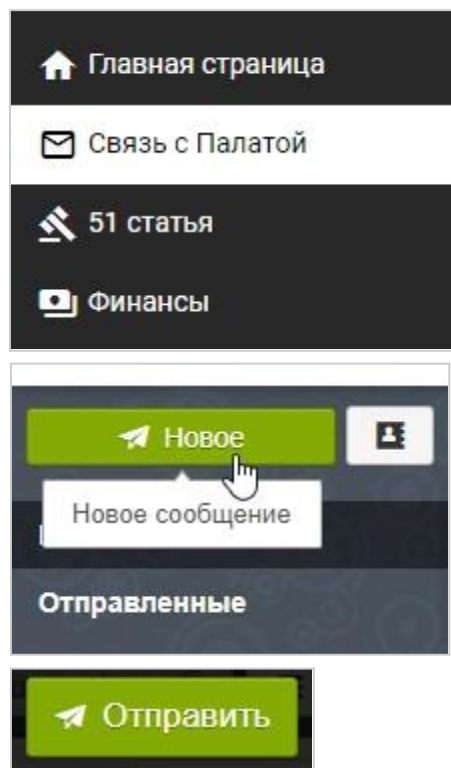 Главная страница
Связь с Палатой
51 статья
Финансы
Новое
Новое сообщение
Отправленные
Отправить